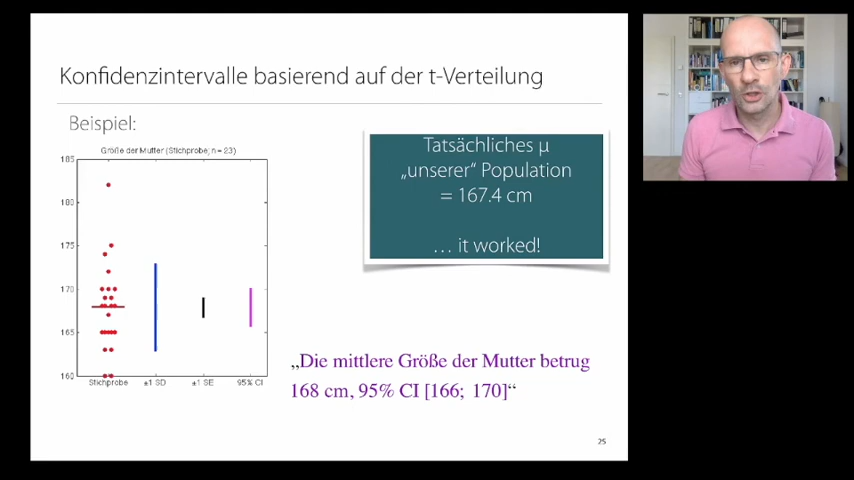 Konfidenzintervalle basierend auf der t-Verteilung
Beispiel:
Größe der Mutter (Stichprobe; n = 23)
185
180
175
170
165
160
Stichprobe
±1 SD
±1 SE
95% CI
Tatsächliches µ
„unserer“ Population
= 167.4 cm
… it worked!
„Die mittlere Größe der Mutter betrug
168 cm, 95% CI [166; 170]“
25